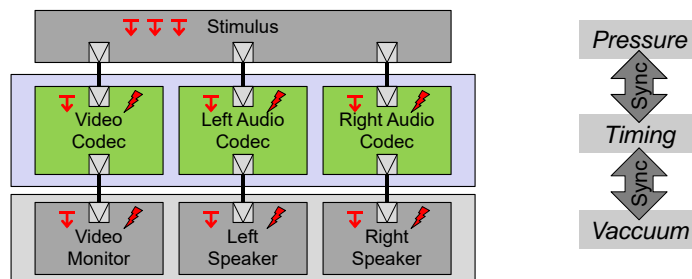 Stimulus
Pressure
Sync
Video
Codec
Left Audio
Codec
Right Audio
Codec
Timing
Sync
Video
Monitor
Left
Speaker
Right
Speaker
Vaccuum